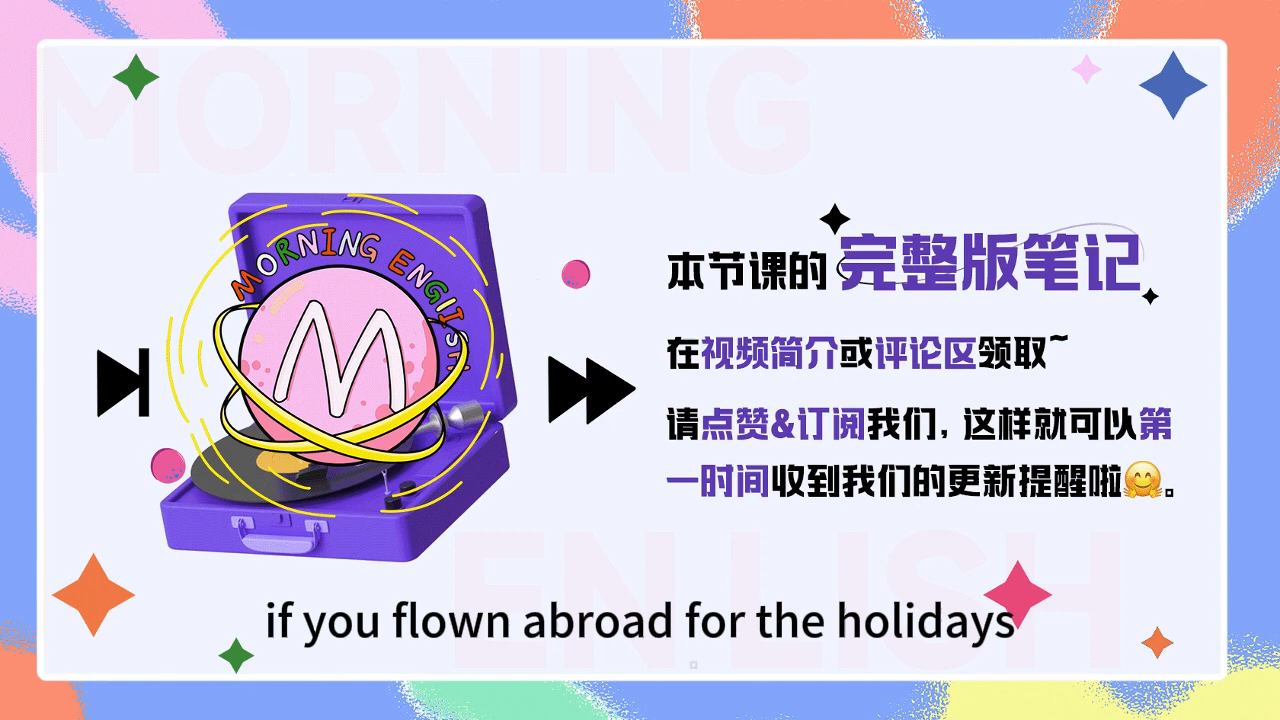 MORNING
MORNING ENGlISH
M
本节课的 完整版笔记
在视频简介或评论区领取~
请点赞&订阅我们，这样就可以第
一时间收到我们的更新提醒啦🤗。
EN LISH
if you flown abroad for the holidays